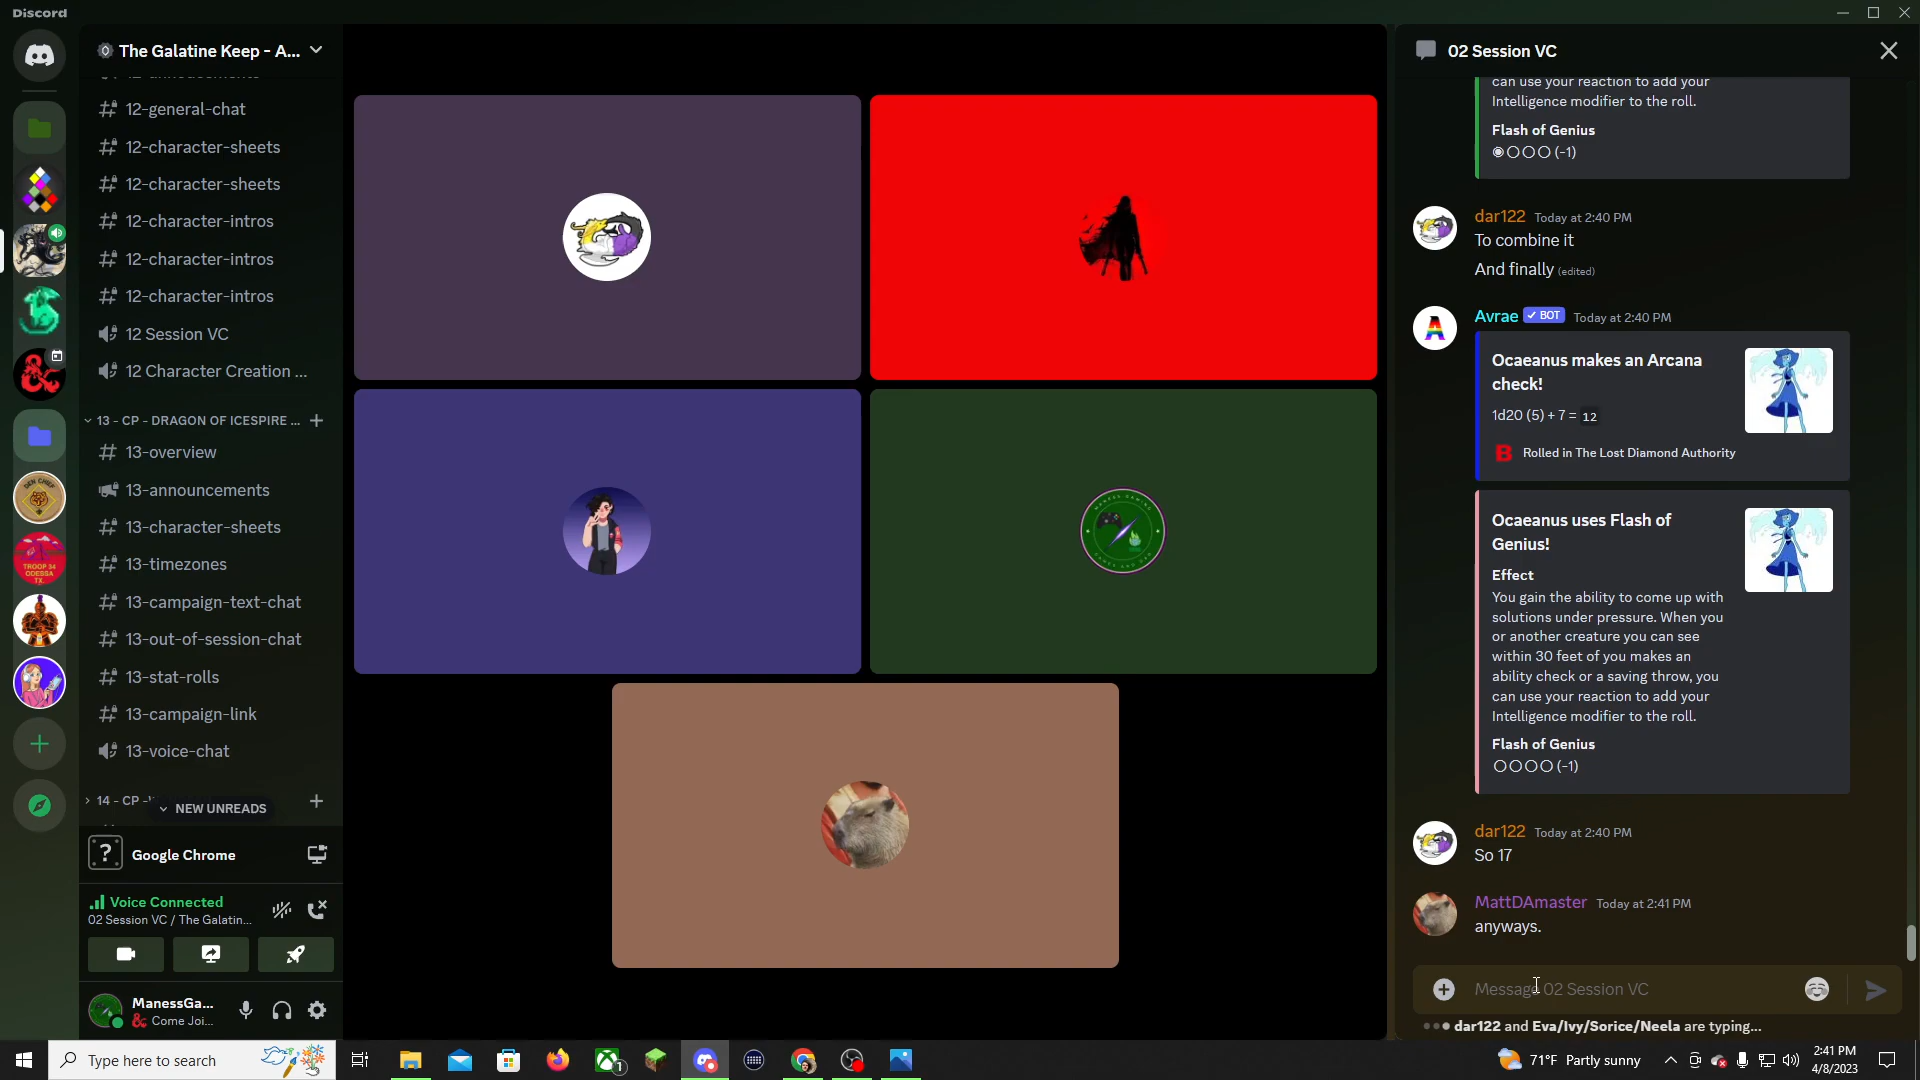 Discord
The Galatine Keep - A...
12-general-chat
12-character-sheets
12-character-sheets
12-character-intros
12-character-intros
12-character-intros
12 Session VC
12 Character Creation ...
13 - CP - DRAGON OF ICESPIRE ...
13-overview
13-announcements
13-character-sheets
13-timezones
13-campaign-text-chat
13-out-of-session-chat
13-stat-rolls
13-campaign-link
13-voice-chat
14 - CP -
NEW UNREADS
Google Chrome
Voice Connected
02 Session VC / The Galatin...
ManessGa...
Come Joi...
DEN CHIEF
TROOP 34
ODESSA
TX.
02 Session VC
can use your reaction to add your
Intelligence modifier to the roll.
Flash of Genius
◉〇〇〇 (-1)
dar122 Today at 2:40 PM
To combine it
And finally (edited)
Avrae ✓ BOT Today at 2:40 PM
Ocaeanus makes an Arcana
check!
1d20 (5) + 7 = 12
B Rolled in The Lost Diamond Authority
Ocaeanus uses Flash of
Genius!
Effect
You gain the ability to come up with
solutions under pressure. When you
or another creature you can see
within 30 feet of you makes an
ability check or a saving throw, you
can use your reaction to add your
Intelligence modifier to the roll.
Flash of Genius
〇〇〇〇 (-1)
dar122 Today at 2:40 PM
So 17
MattDAmaster Today at 2:41 PM
anyways.
Message 02 Session VC
dar122 and Eva/Ivy/Sorice/Neela are typing...
Type here to search
1
71°F Partly sunny
2:41 PM
4/8/2023